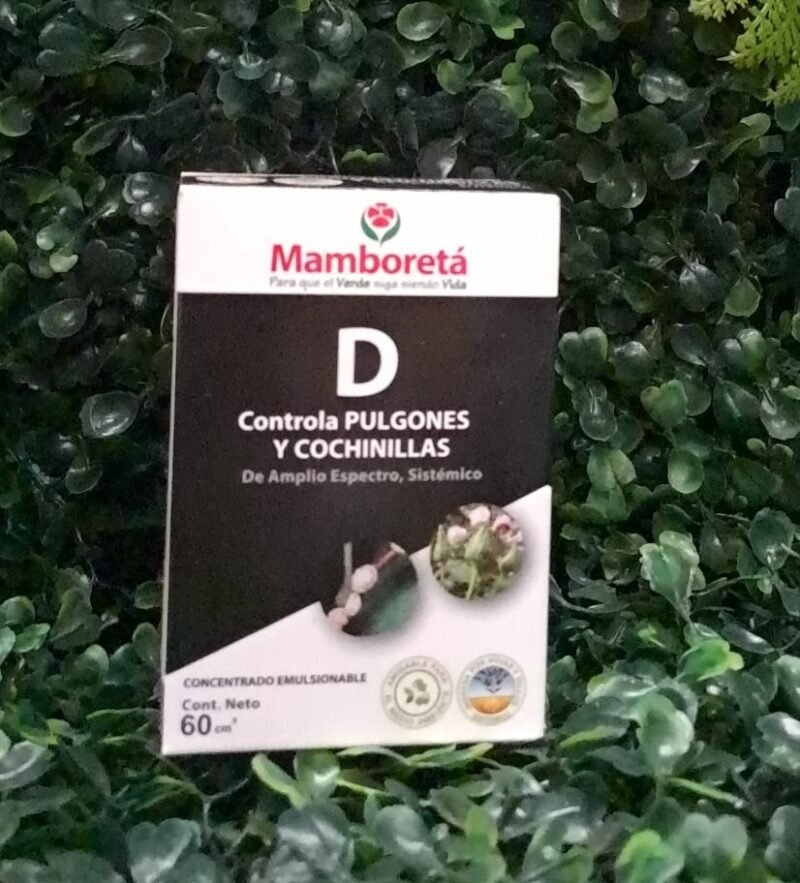 Mamboretá
Para que el Verde siga siendo Vida
D
Controla PULGONES
Y COCHINILLAS
De Amplio Espectro, Sistémico
CONCENTRADO EMULSIONABLE
Cont. Neto
60 cm³